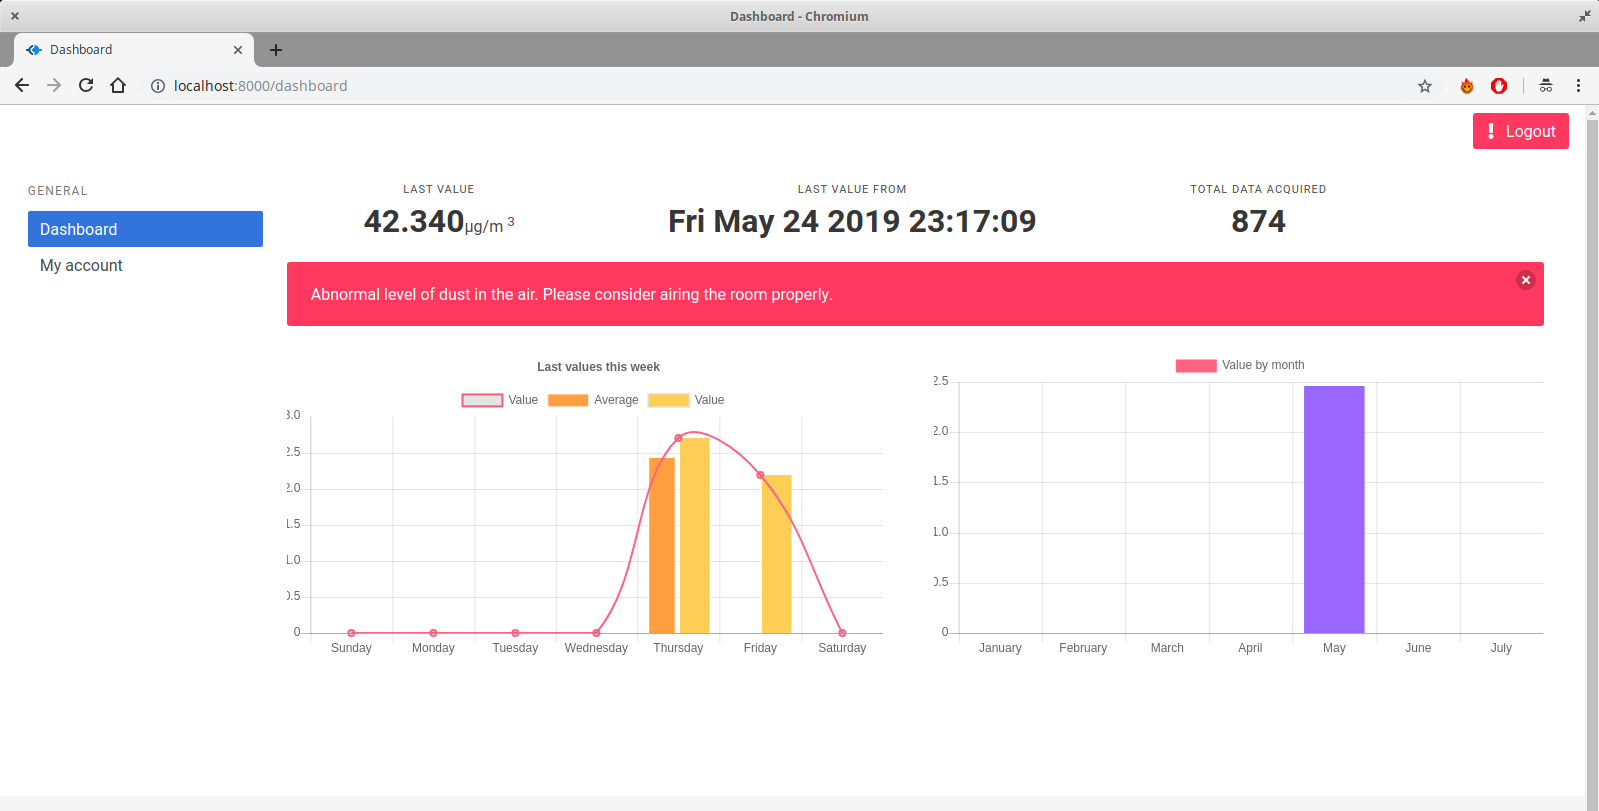 Dashboard - Chromium
Dashboard
localhost:8000/dashboard
Logout
GENERAL
Dashboard
My account
LAST VALUE
42.340µg/m 3
LAST VALUE FROM
Fri May 24 2019 23:17:09
TOTAL DATA ACQUIRED
874
Abnormal level of dust in the air. Please consider airing the room properly.
Last values this week
Value Average Value
3.0
2.5
2.0
1.5
1.0
0.5
0
Sunday Monday Tuesday Wednesday Thursday Friday Saturday
Value by month
2.5
2.0
1.5
1.0
0.5
0
January February March April May June July